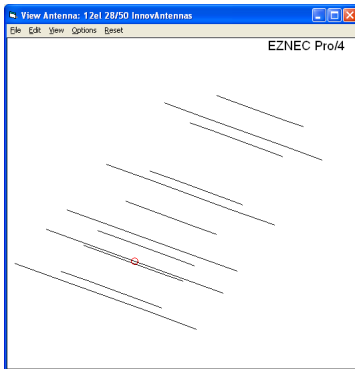 View Antenna: 12el 28/50 InnovAntennas
File Edit View Options Reset
EZNEC Pro/4